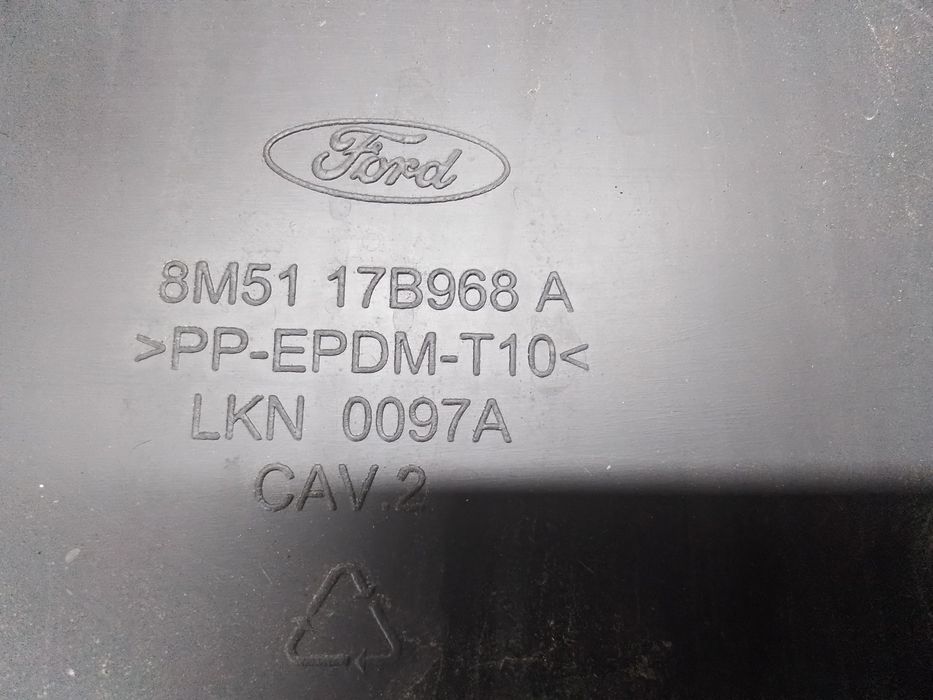 Ford
8M51 17B968 A
>PP-EPDM-T10<
LKN 0097A
CAV.2